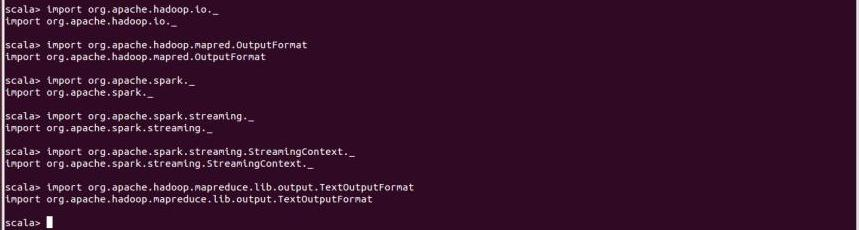 scala> import org.apache.hadoop.io._
import org.apache.hadoop.io._
scala> import org.apache.hadoop.mapred.OutputFormat
import org.apache.hadoop.mapred.OutputFormat
scala> import org.apache.spark._
import org.apache.spark._
scala> import org.apache.spark.streaming._
import org.apache.spark.streaming._
scala> import org.apache.spark.streaming.StreamingContext._
import org.apache.spark.streaming.StreamingContext._
scala> import org.apache.hadoop.mapreduce.lib.output.TextOutputFormat
import org.apache.hadoop.mapreduce.lib.output.TextOutputFormat
scala>